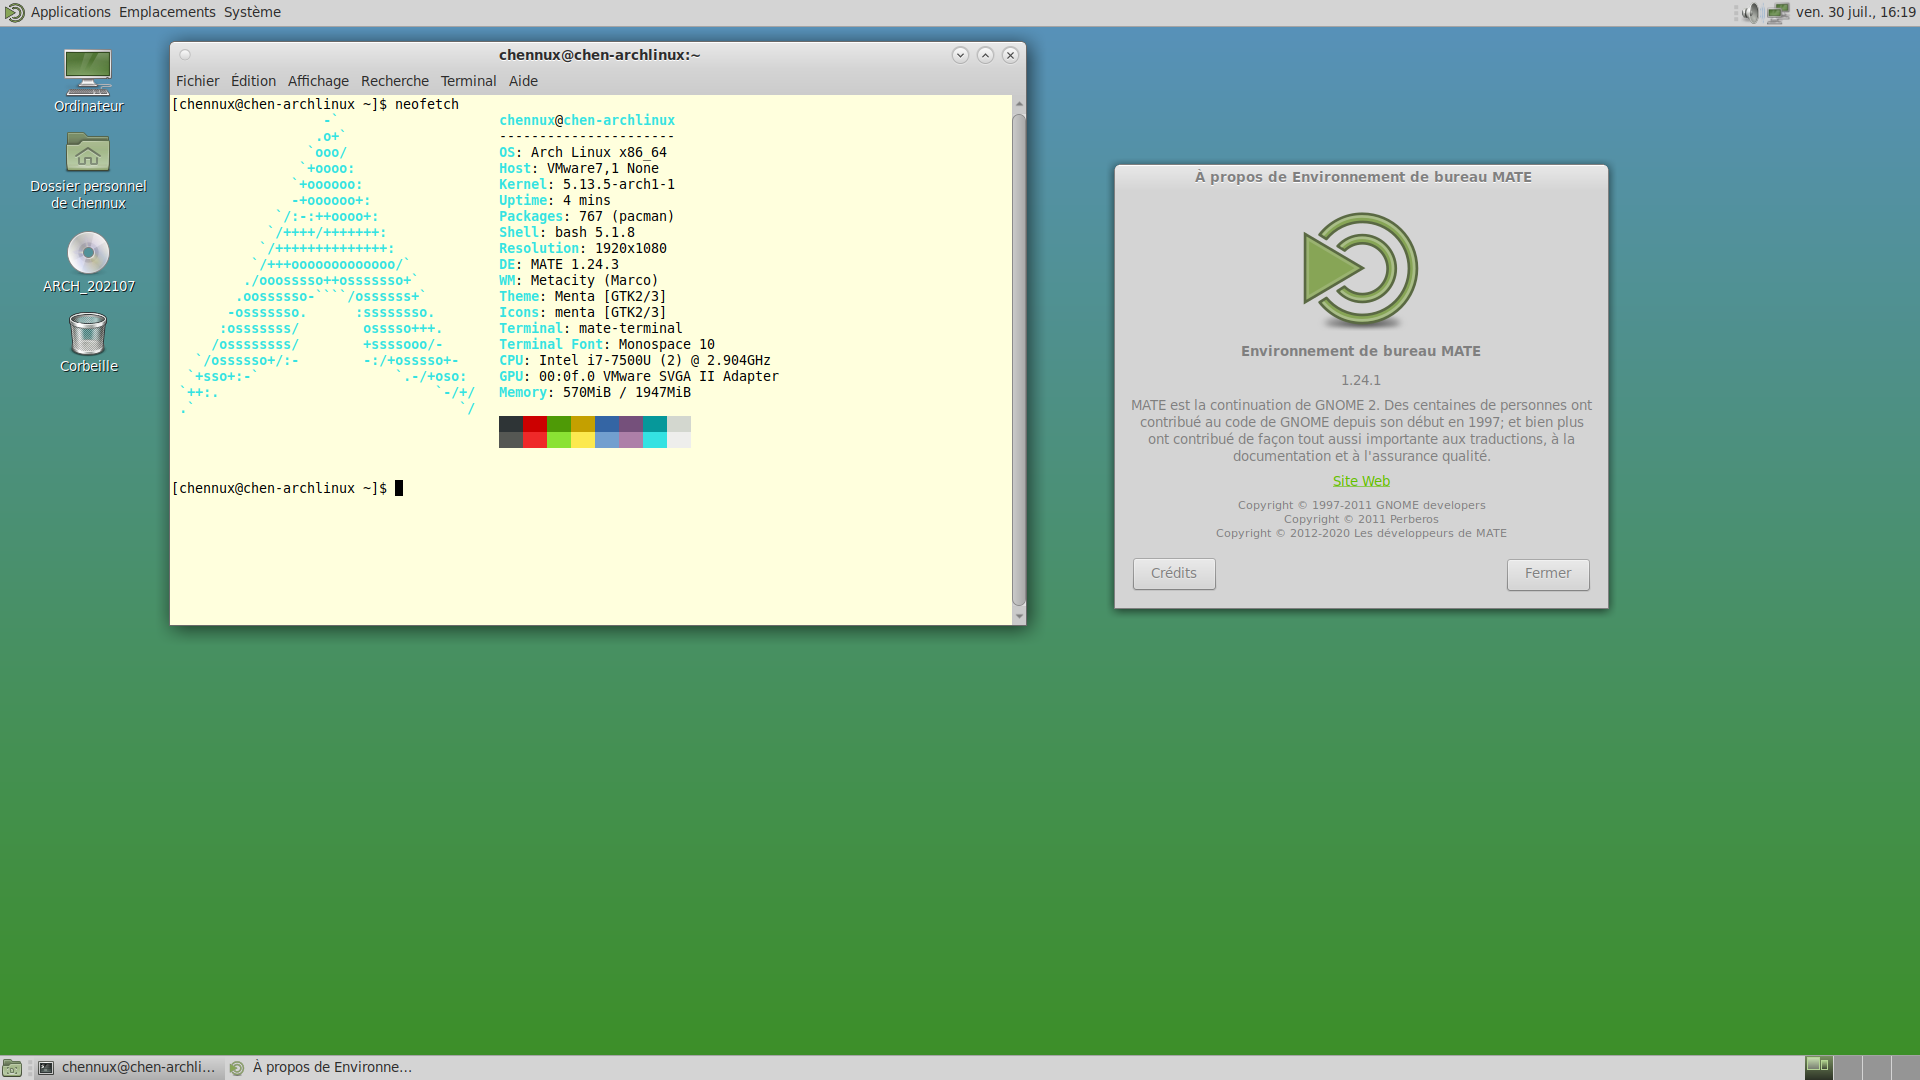 Applications Emplacements Système
ven. 30 juil., 16:19
Ordinateur
Dossier personnel
de chennux
ARCH_202107
Corbeille
chennux@chen-archlinux:~
Fichier Édition Affichage Recherche Terminal Aide
[chennux@chen-archlinux ~]$ neofetch
-`
.o+`
`ooo/
`+oooo:
`+oooooo:
-+oooooo+:
`/:-:++oooo+:
`/++++/+++++++:
`/++++++++++++++:
`/+++ooooooooooooo/`
./ooosssso++osssssso+`
.oossssso-````/ossssss+`
-osssssso. :ssssssso.
:osssssss/ osssso+++.
/ossssssss/ +ssssooo/-
`/ossssso+/:- -:/+osssso+-
`+sso+:-` `.-/+oso:
`++:. `-/+/
.` `/
chennux@chen-archlinux
----------------------
OS: Arch Linux x86_64
Host: VMware7,1 None
Kernel: 5.13.5-arch1-1
Uptime: 4 mins
Packages: 767 (pacman)
Shell: bash 5.1.8
Resolution: 1920x1080
DE: MATE 1.24.3
WM: Metacity (Marco)
Theme: Menta [GTK2/3]
Icons: menta [GTK2/3]
Terminal: mate-terminal
Terminal Font: Monospace 10
CPU: Intel i7-7500U (2) @ 2.904GHz
GPU: 00:0f.0 VMware SVGA II Adapter
Memory: 570MiB / 1947MiB
[chennux@chen-archlinux ~]$
À propos de Environnement de bureau MATE
Environnement de bureau MATE
1.24.1
MATE est la continuation de GNOME 2. Des centaines de personnes ont
contribué au code de GNOME depuis son début en 1997; et bien plus
ont contribué de façon tout aussi importante aux traductions, à la
documentation et à l'assurance qualité.
Site Web
Copyright © 1997-2011 GNOME developers
Copyright © 2011 Perberos
Copyright © 2012-2020 Les développeurs de MATE
Crédits
Fermer
chennux@chen-archli...
À propos de Environne...